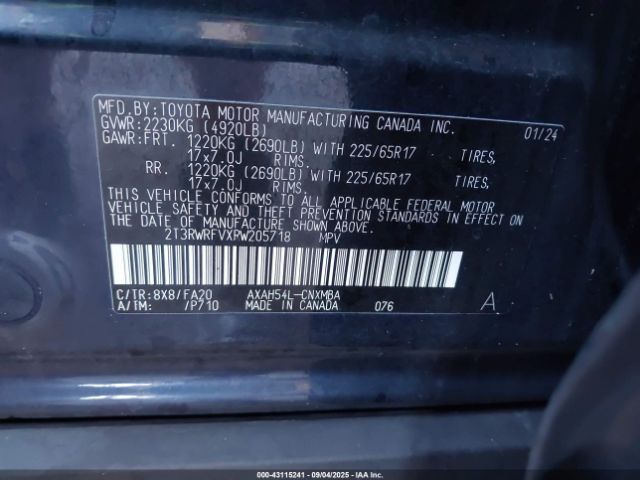 MFD. BY: TOYOTA MOTOR MANUFACTURING CANADA INC.
GVWR: 2230KG (4920LB) 01/24
GAWR: FRT. 1220KG (2690LB) WITH 225/65R17 TIRES,
17x7.0J RIMS.
RR. 1220KG (2690LB) WITH 225/65R17 TIRES,
17x7.0J RIMS.
THIS VEHICLE CONFORMS TO ALL APPLICABLE FEDERAL MOTOR
VEHICLE SAFETY AND THEFT PREVENTION STANDARDS IN EFFECT ON
THE DATE OF MANUFACTURE SHOWN ABOVE.
2T3RWRFVXPW205718 MPV
C/TR: 8X8/FA20 AXAH54L-CNXMBA
A/TM: /P710 MADE IN CANADA 076 A
000-43115241 - 09/04/2025 - IAAI.COM